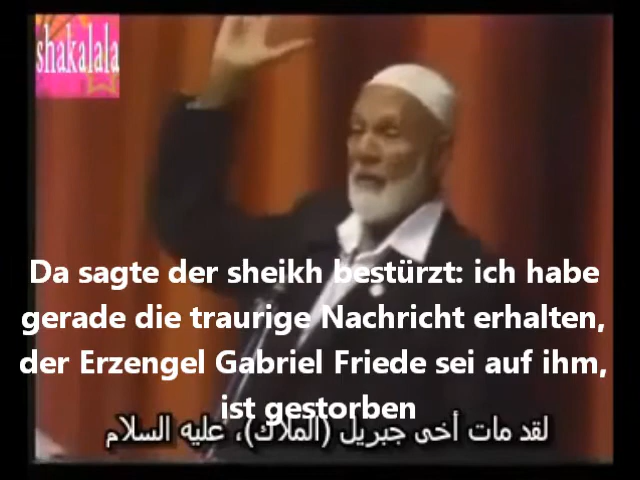 shakalala
Da sagte der sheikh bestürzt: ich habe
gerade die traurige Nachricht erhalten,
der Erzengel Gabriel Friede sei auf ihm,
ist gestorben
لقد مات أخى جبريل (الملاك)، عليه السلام